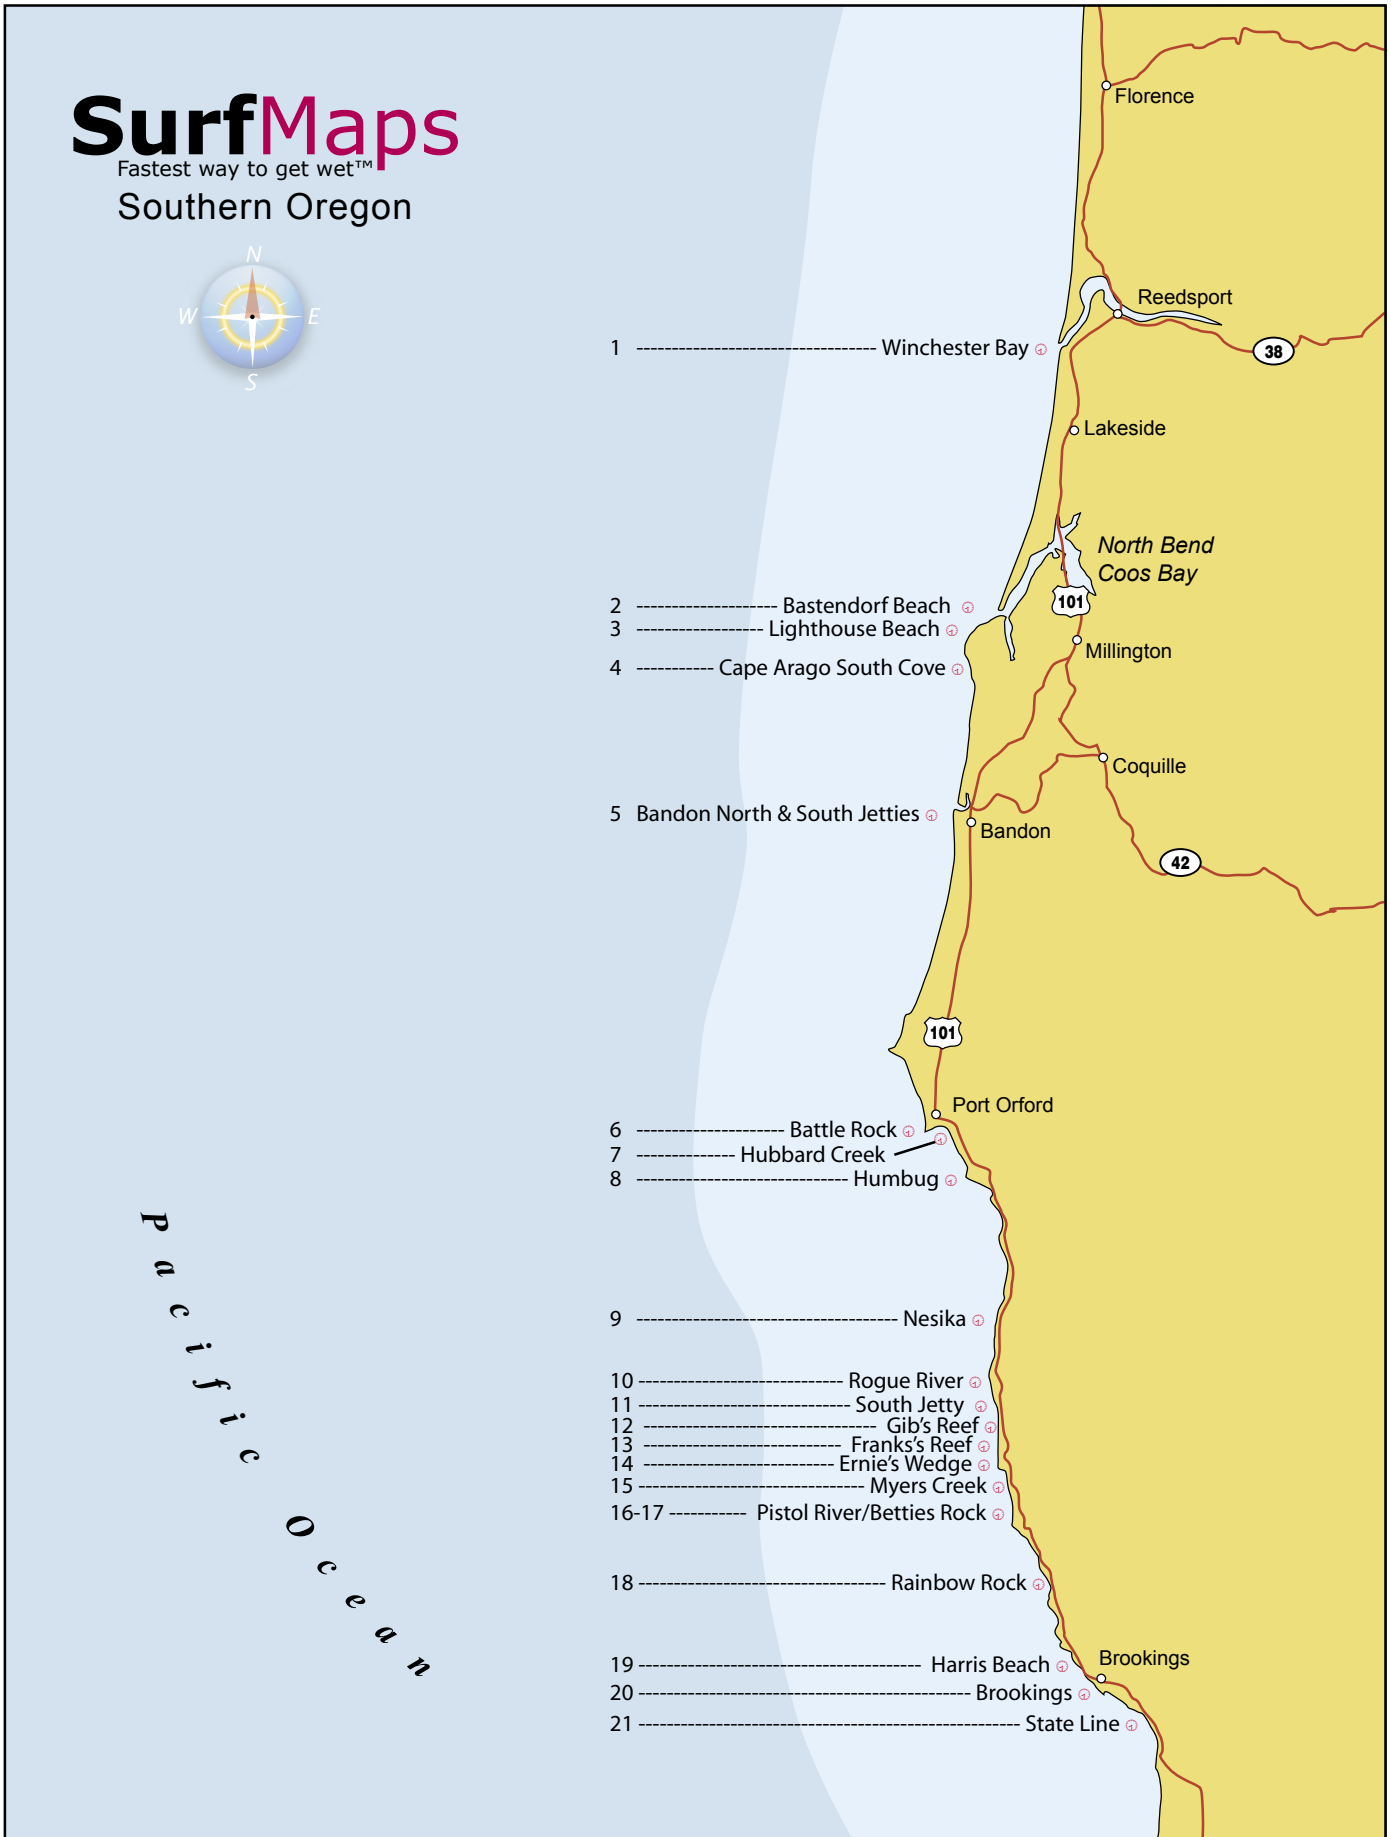 SurfMaps
Fastest way to get wet™
Southern Oregon
N
W
E
S
Florence
Reedsport
38
1 Winchester Bay
Lakeside
North Bend
Coos Bay
101
2 Bastendorf Beach
3 Lighthouse Beach
Millington
4 Cape Arago South Cove
Coquille
5 Bandon North & South Jetties
Bandon
42
101
Port Orford
6 Battle Rock
7 Hubbard Creek
8 Humbug
Pacific Ocean
9 Nesika
10 Rogue River
11 South Jetty
12 Gib's Reef
13 Franks's Reef
14 Ernie's Wedge
15 Myers Creek
16-17 Pistol River/Betties Rock
18 Rainbow Rock
19 Harris Beach
Brookings
20 Brookings
21 State Line